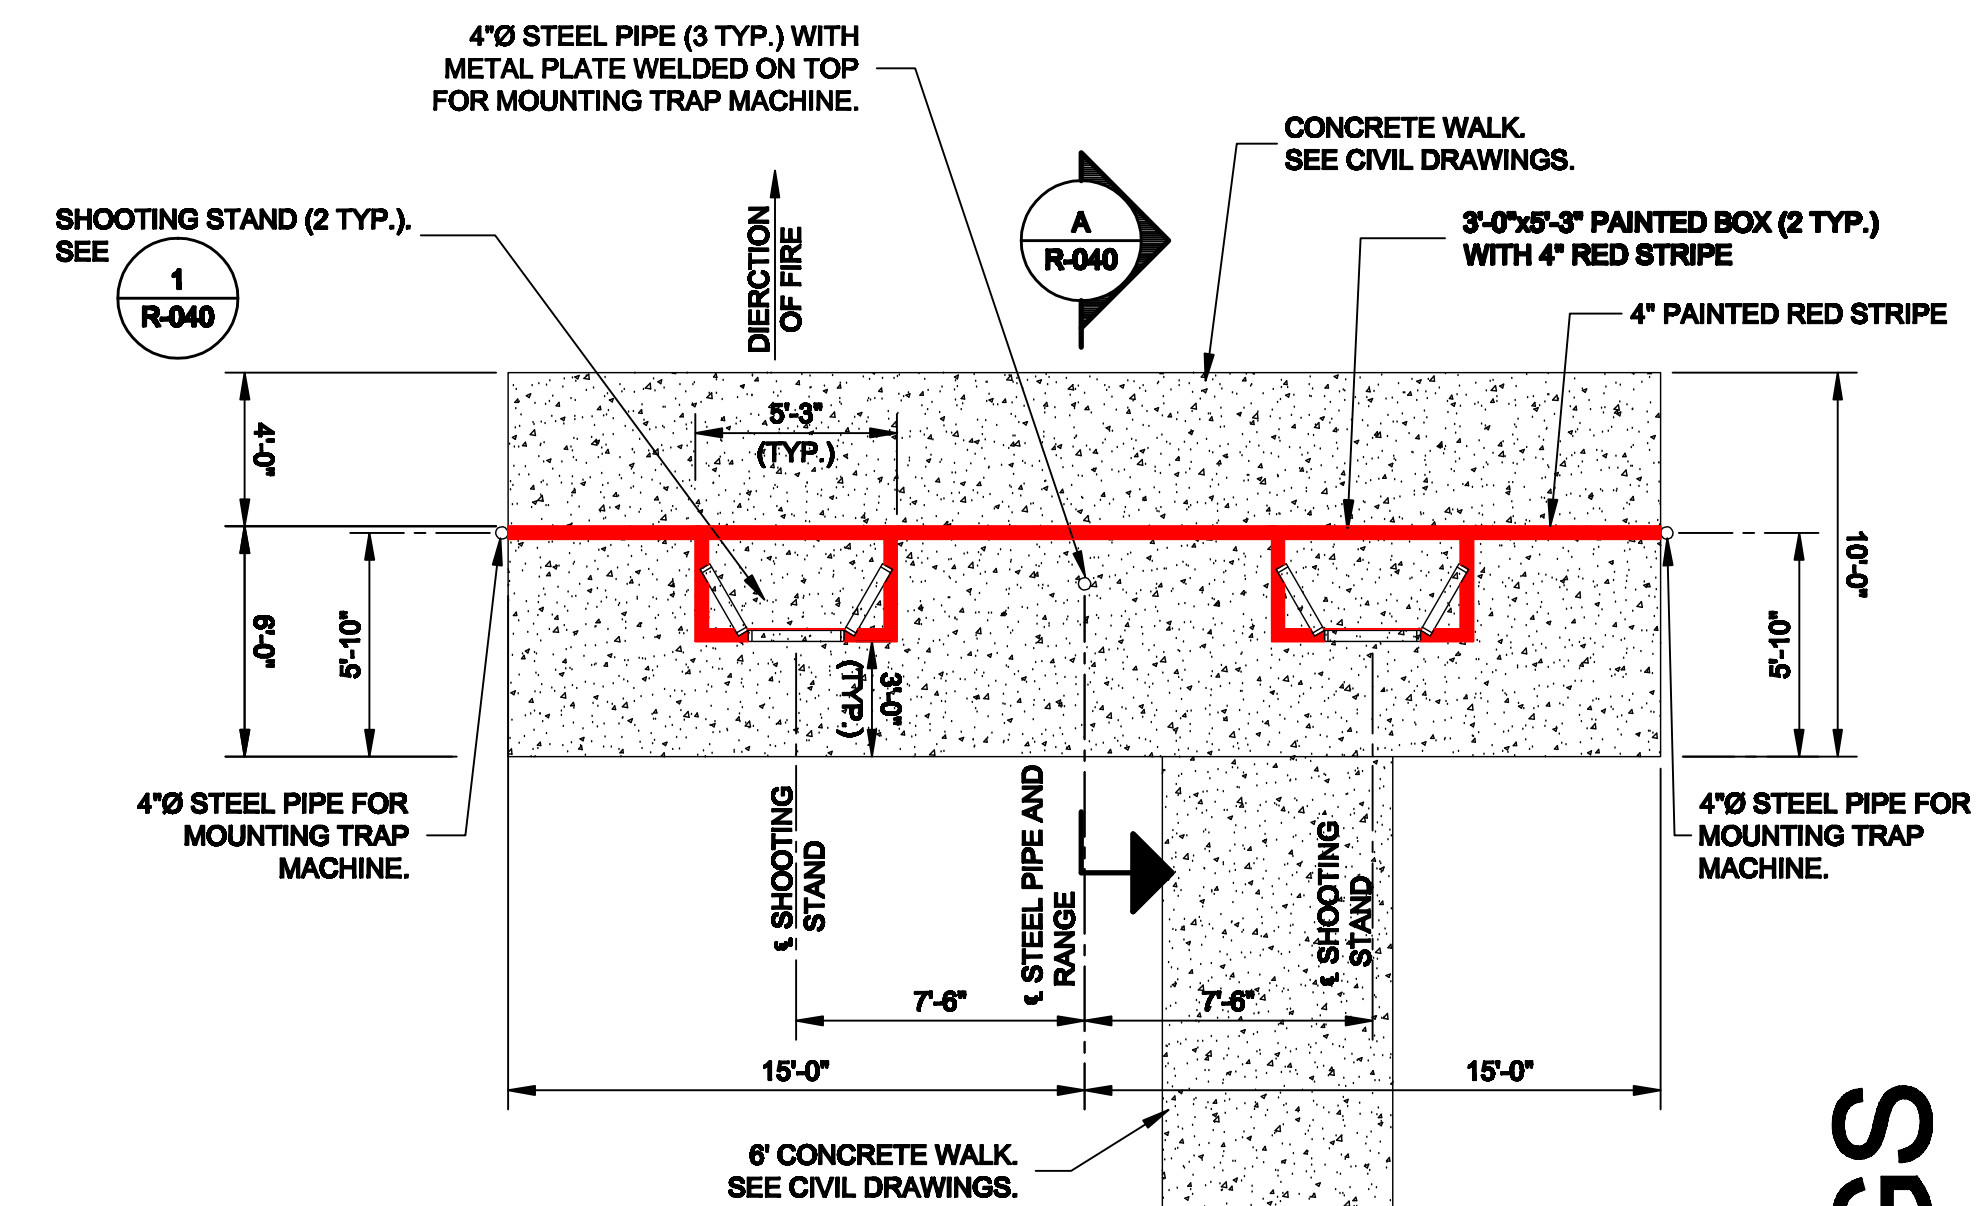 4"Ø STEEL PIPE (3 TYP.) WITH
METAL PLATE WELDED ON TOP
FOR MOUNTING TRAP MACHINE.
CONCRETE WALK.
SEE CIVIL DRAWINGS.
SHOOTING STAND (2 TYP.).
SEE
1
R-040
DIERCTION
OF FIRE
A
R-040
3'-0"x5'-3" PAINTED BOX (2 TYP.)
WITH 4" RED STRIPE
4" PAINTED RED STRIPE
5'-3"
(TYP.)
4'-0"
6'-0"
5'-10"
3'-0"
(TYP.)
10'-0"
5'-10"
4"Ø STEEL PIPE FOR
MOUNTING TRAP
MACHINE.
℄ SHOOTING
STAND
℄ STEEL PIPE AND
RANGE
℄ SHOOTING
STAND
4"Ø STEEL PIPE FOR
MOUNTING TRAP
MACHINE.
7'-6"
7'-6"
15'-0"
15'-0"
6' CONCRETE WALK.
SEE CIVIL DRAWINGS.